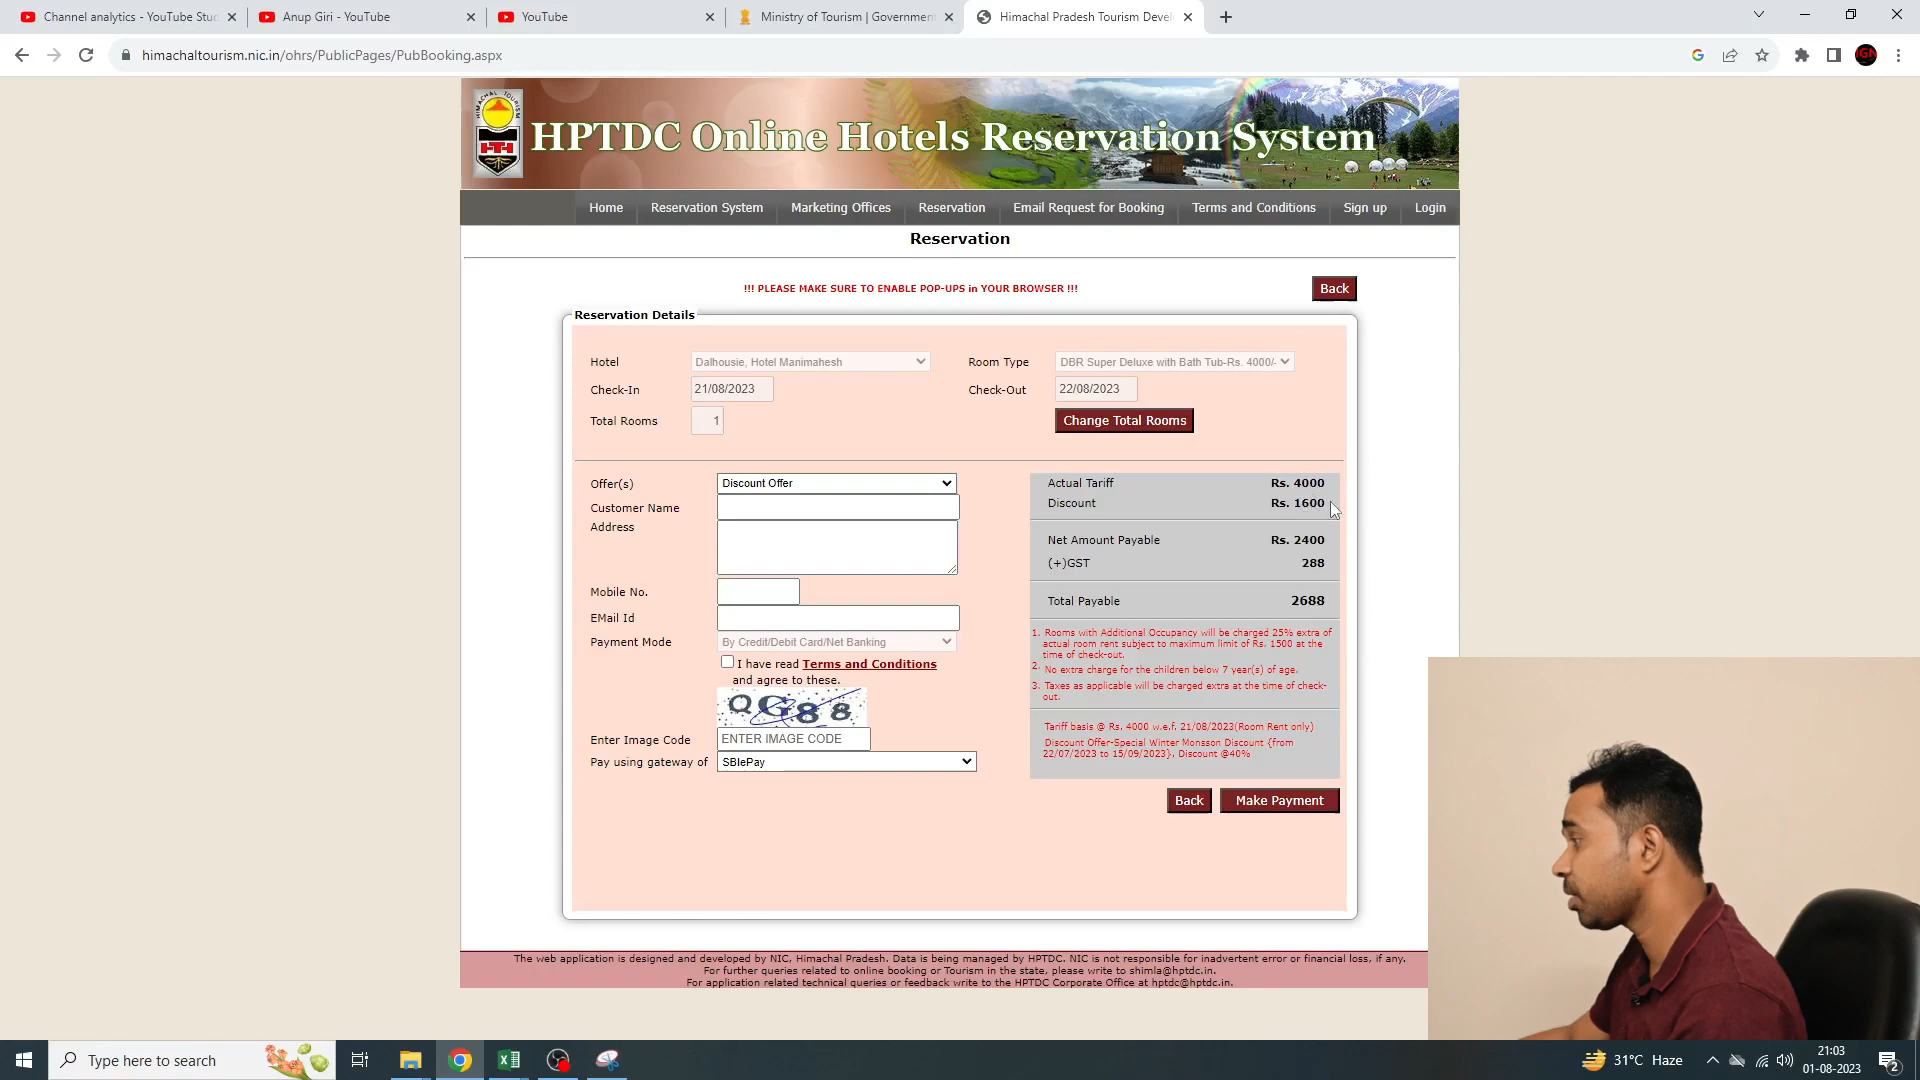 Channel analytics - YouTube Stu
Anup Giri - YouTube
YouTube
Ministry of Tourism | Government
Himachal Pradesh Tourism Devel
himachaltourism.nic.in/ohrs/PublicPages/PubBooking.aspx
HPTDC Online Hotels Reservation System
Home
Reservation System
Marketing Offices
Reservation
Email Request for Booking
Terms and Conditions
Sign up
Login
Reservation
!!! PLEASE MAKE SURE TO ENABLE POP-UPS in YOUR BROWSER !!!
Back
Reservation Details
Hotel
Dalhousie, Hotel Manimahesh
Room Type
DBR Super Deluxe with Bath Tub-Rs. 4000/-
Check-In
21/08/2023
Check-Out
22/08/2023
Total Rooms
1
Change Total Rooms
Offer(s)
Discount Offer
Customer Name
Address
Mobile No.
EMail Id
Payment Mode
By Credit/Debit Card/Net Banking
I have read Terms and Conditions
and agree to these.
QG88
Enter Image Code
ENTER IMAGE CODE
Pay using gateway of
SBIePay
Actual Tariff Rs. 4000
Discount Rs. 1600
Net Amount Payable Rs. 2400
(+)GST 288
Total Payable 2688
1. Rooms with Additional Occupancy will be charged 25% extra of
actual room rent subject to maximum limit of Rs. 1500 at the
time of check-out.
2. No extra charge for the children below 7 year(s) of age.
3. Taxes as applicable will be charged extra at the time of check-
out.
Tariff basis @ Rs. 4000 w.e.f. 21/08/2023(Room Rent only)
Discount Offer-Special Winter Monsson Discount {from
22/07/2023 to 15/09/2023}, Discount @40%
Back
Make Payment
The web application is designed and developed by NIC, Himachal Pradesh. Data is being managed by HPTDC. NIC is not responsible for inadvertent error or financial loss, if any.
For further queries related to online booking or Tourism in the state, please write to shimla@hptdc.in.
For application related technical queries or feedback write to the HPTDC Corporate Office at hptdc@hptdc.in.
Type here to search
31°C Haze
21:03
01-08-2023
2